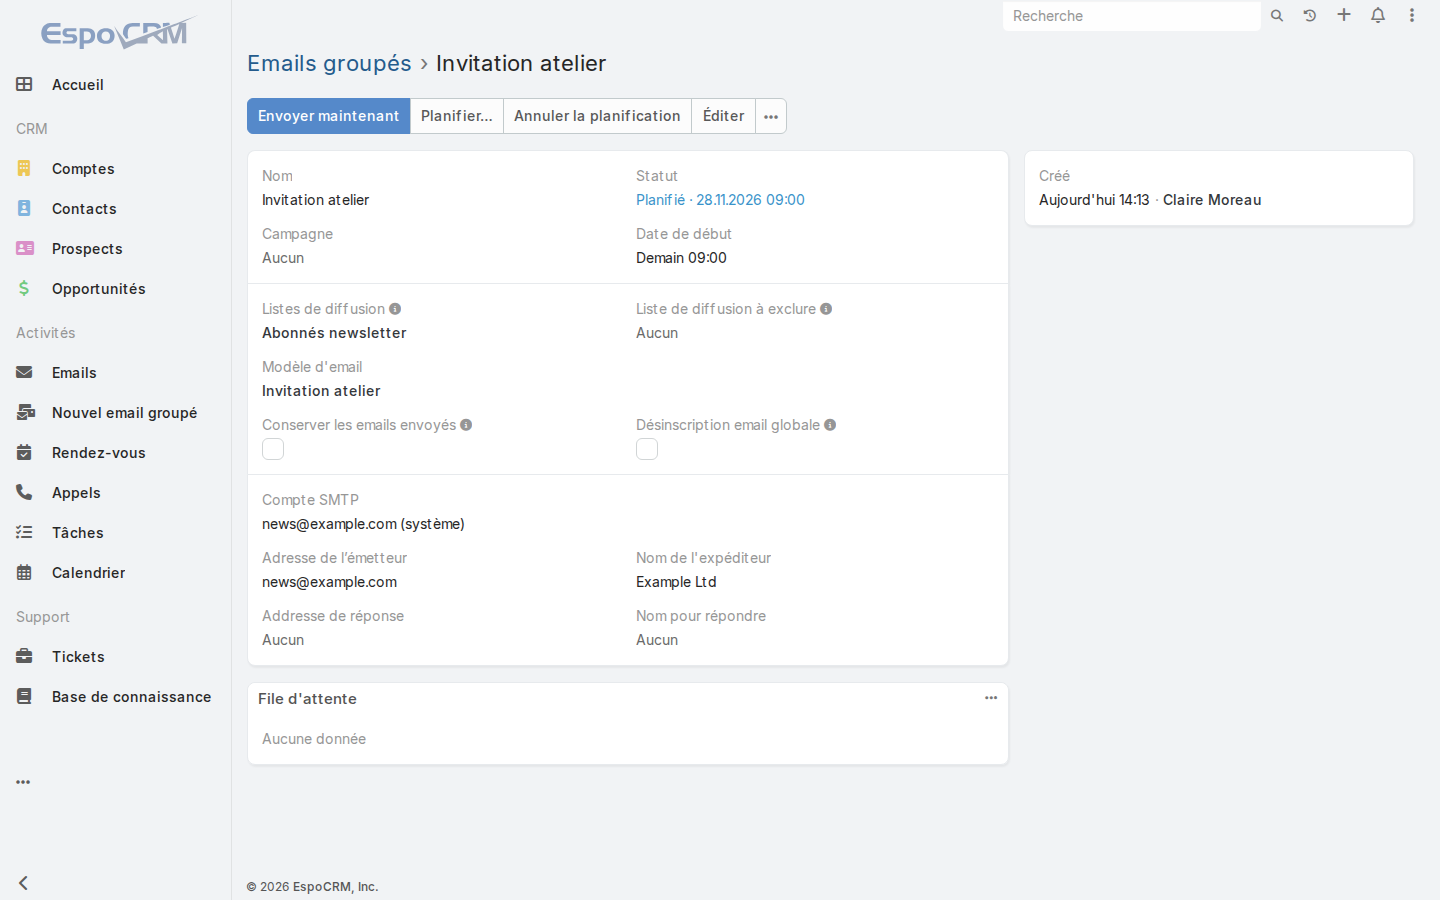 EspoCRM
Recherche
Accueil
CRM
Comptes
Contacts
Prospects
Opportunités
Activités
Emails
Nouvel email groupé
Rendez-vous
Appels
Tâches
Calendrier
Support
Tickets
Base de connaissance
Emails groupés › Invitation atelier
Envoyer maintenant Planifier... Annuler la planification Éditer
Nom Statut
Invitation atelier Planifié · 28.11.2026 09:00
Campagne Date de début
Aucun Demain 09:00
Listes de diffusion Liste de diffusion à exclure
Abonnés newsletter Aucun
Modèle d'email
Invitation atelier
Conserver les emails envoyés Désinscription email globale
Compte SMTP
news@example.com (système)
Adresse de l’émetteur Nom de l'expéditeur
news@example.com Example Ltd
Addresse de réponse Nom pour répondre
Aucun Aucun
File d'attente
Aucune donnée
Créé
Aujourd'hui 14:13 · Claire Moreau
© 2026 EspoCRM, Inc.